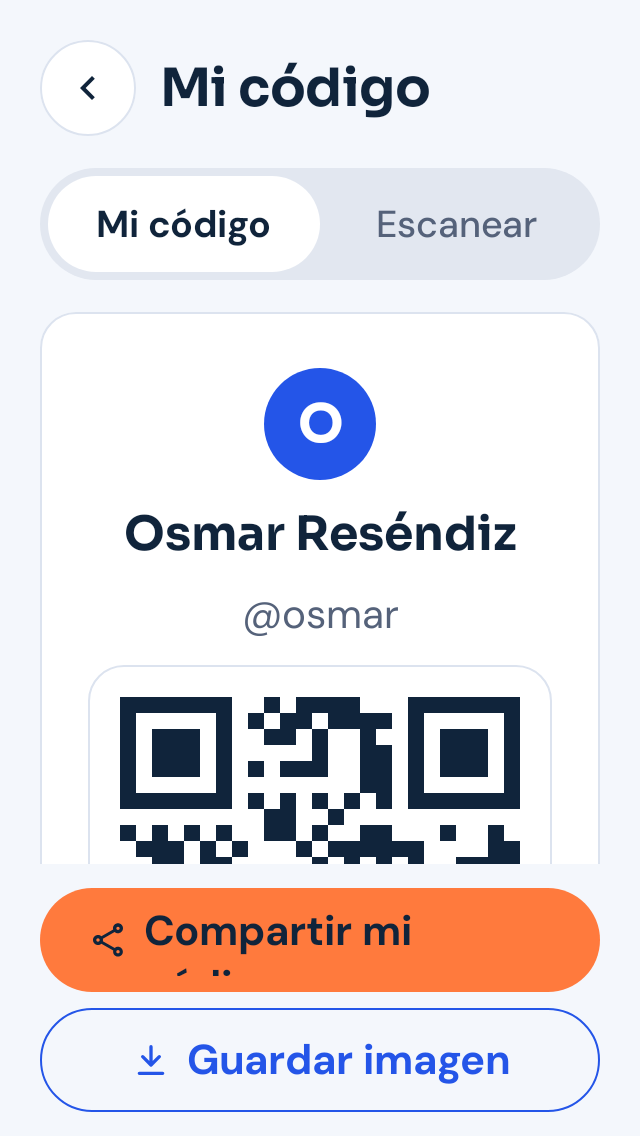 Mi código
Mi código
Escanear
O
Osmar Reséndiz
@osmar
Compartir mi
Guardar imagen